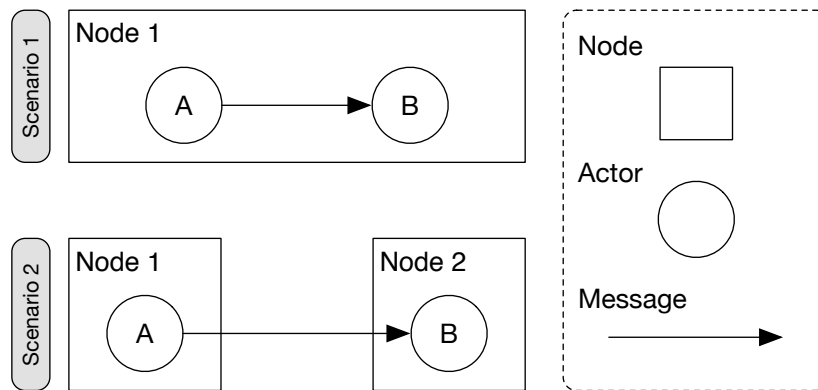 Scenario 1
Node 1
A
B
Scenario 2
Node 1
A
Node 2
B
Node
Actor
Message